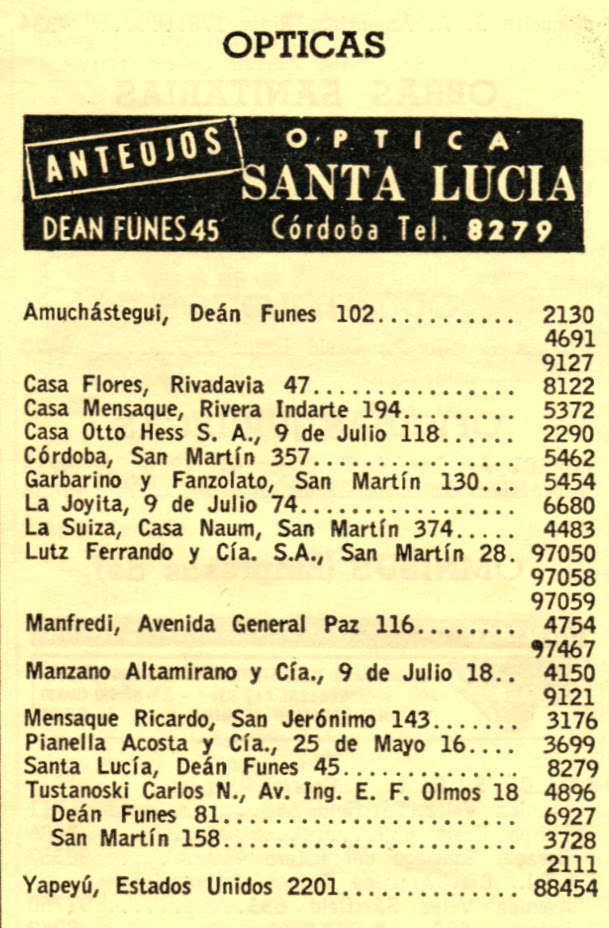 OPTICAS
ANTEOJOS
OPTICA
SANTA LUCIA
DEAN FUNES 45
Córdoba Tel. 8279
Amuchástegui, Deán Funes 102........... 2130
4691
9127
Casa Flores, Rivadavia 47................ 8122
Casa Mensaque, Rivera Indarte 194......... 5372
Casa Otto Hess S. A., 9 de Julio 118...... 2290
Córdoba, San Martín 357................ 5462
Garbarino y Fanzolato, San Martín 130... 5454
La Joyita, 9 de Julio 74................. 6680
La Suiza, Casa Naum, San Martín 374..... 4483
Lutz Ferrando y Cía. S.A., San Martín 28. 97050
97058
97059
Manfredi, Avenida General Paz 116........ 4754
97467
Manzano Altamirano y Cía., 9 de Julio 18.. 4150
9121
Mensaque Ricardo, San Jerónimo 143....... 3176
Pianella Acosta y Cía., 25 de Mayo 16.... 3699
Santa Lucía, Deán Funes 45.............. 8279
Tustanoski Carlos N., Av. Ing. E. F. Olmos 18 4896
Deán Funes 81....................... 6927
San Martín 158....................... 3728
2111
Yapeyú, Estados Unidos 2201.............. 88454